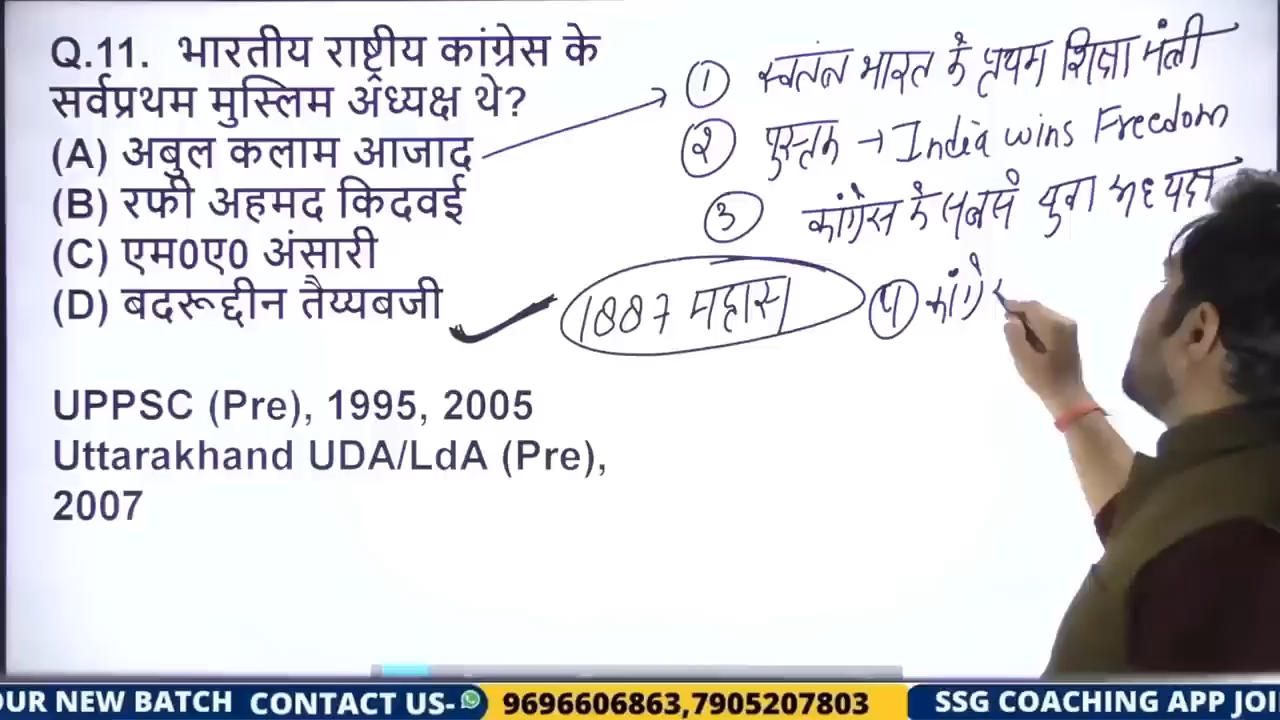 Q.11. भारतीय राष्ट्रीय कांग्रेस के
सर्वप्रथम मुस्लिम अध्यक्ष थे?
(A) अबुल कलाम आजाद
(B) रफी अहमद किदवई
(C) एम0ए0 अंसारी
(D) बदरूद्दीन तैय्यबजी
UPPSC (Pre), 1995, 2005
Uttarakhand UDA/LdA (Pre),
2007
① स्वतंत्र भारत के प्रथम शिक्षा मंत्री
② पुस्तक → India wins Freedom
③ कांग्रेस के सबसे युवा अध्यक्ष
1887 मद्रास
④ कांग्रे
OUR NEW BATCH CONTACT US- 9696606863,7905207803 SSG COACHING APP JOI